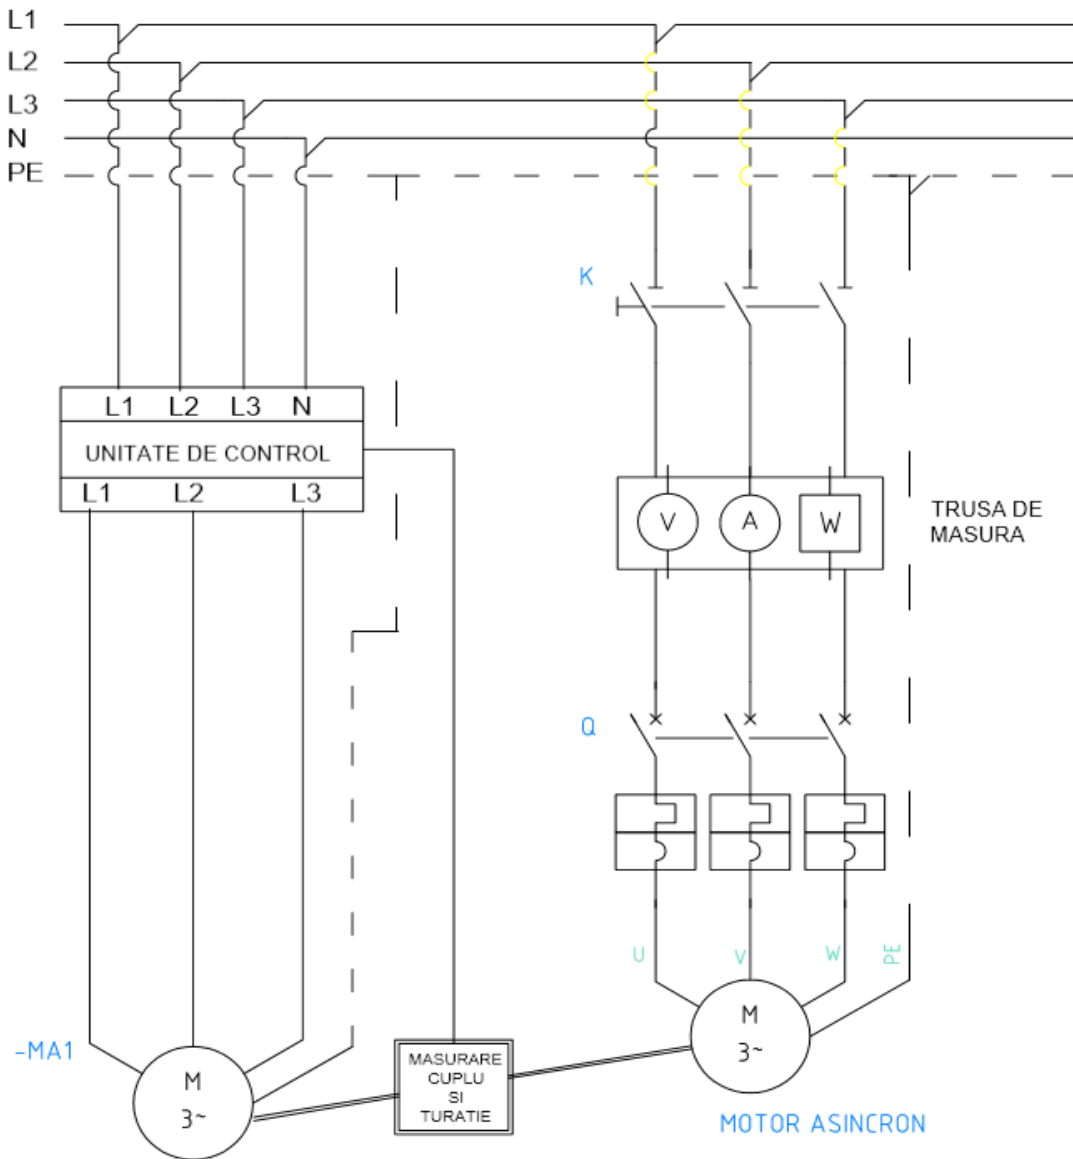 L1
L2
L3
N
PE
K
L1 L2 L3 N
UNITATE DE CONTROL
L1 L2 L3
V A W
TRUSA DE
MASURA
Q
U V W PE
-MA1
M
3~
MASURARE
CUPLU
SI
TURATIE
M
3~
MOTOR ASINCRON